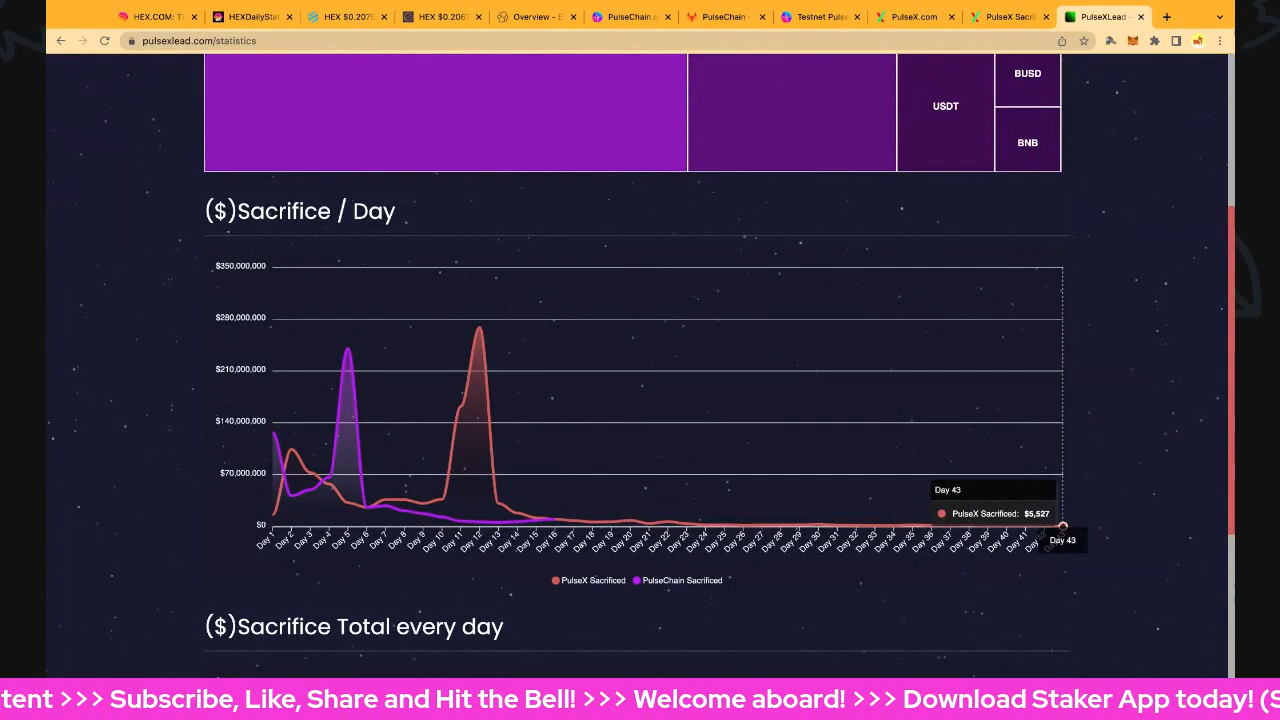 HEX.COM: Th
HEXDailyStat
HEX $0.2075
HEX $0.2067
Overview - E
PulseChain.c
PulseChain -
Testnet Pulse
PulseX.com
PulseX Sacrif
PulseXLead -
pulsexlead.com/statistics
BUSD
USDT
BNB
($)Sacrifice / Day
$350,000,000
$280,000,000
$210,000,000
$140,000,000
$70,000,000
$0
Day 43
PulseX Sacrificed: $5,527
Day 1 Day 2 Day 3 Day 4 Day 5 Day 6 Day 7 Day 8 Day 9 Day 10 Day 11 Day 12 Day 13 Day 14 Day 15 Day 16 Day 17 Day 18 Day 19 Day 20 Day 21 Day 22 Day 23 Day 24 Day 25 Day 26 Day 27 Day 28 Day 29 Day 30 Day 31 Day 32 Day 33 Day 34 Day 35 Day 36 Day 37 Day 38 Day 39 Day 40 Day 41 Day 43
PulseX Sacrificed PulseChain Sacrificed
($)Sacrifice Total every day
tent >>> Subscribe, Like, Share and Hit the Bell! >>> Welcome aboard! >>> Download Staker App today! (S